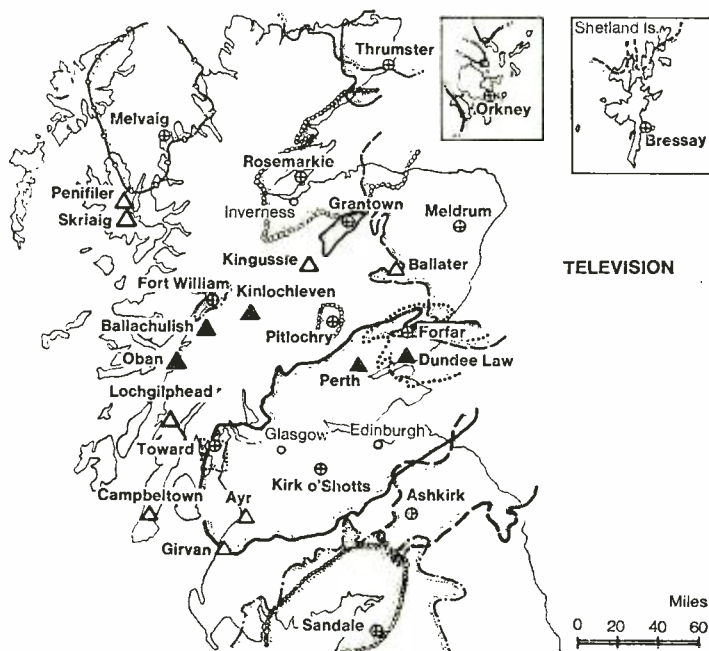 Thrumster
Orkney
Shetland Is.
Bressay
Melvaig
Rosemarkie
Penifiler
Skriaig
Inverness
Grantown
Meldrum
Kingussie
Ballater
TELEVISION
Fort William
Kinlochleven
Ballachulish
Pitlochry
Forfar
Oban
Perth
Dundee Law
Lochgilphead
Toward
Glasgow
Edinburgh
Kirk o'Shotts
Campbeltown
Ayr
Ashkirk
Girvan
Sandale
Miles
0 20 40 60